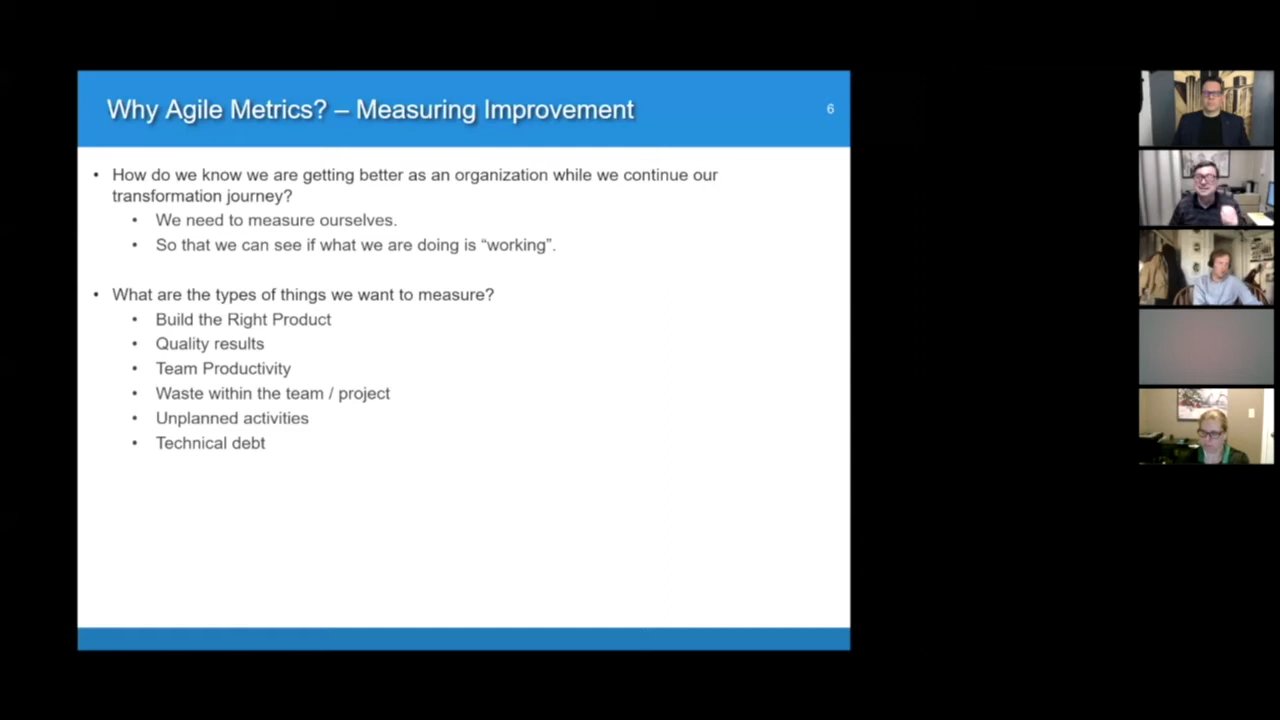 Why Agile Metrics? – Measuring Improvement
6
• How do we know we are getting better as an organization while we continue our
transformation journey?
• We need to measure ourselves.
• So that we can see if what we are doing is “working”.
• What are the types of things we want to measure?
• Build the Right Product
• Quality results
• Team Productivity
• Waste within the team / project
• Unplanned activities
• Technical debt